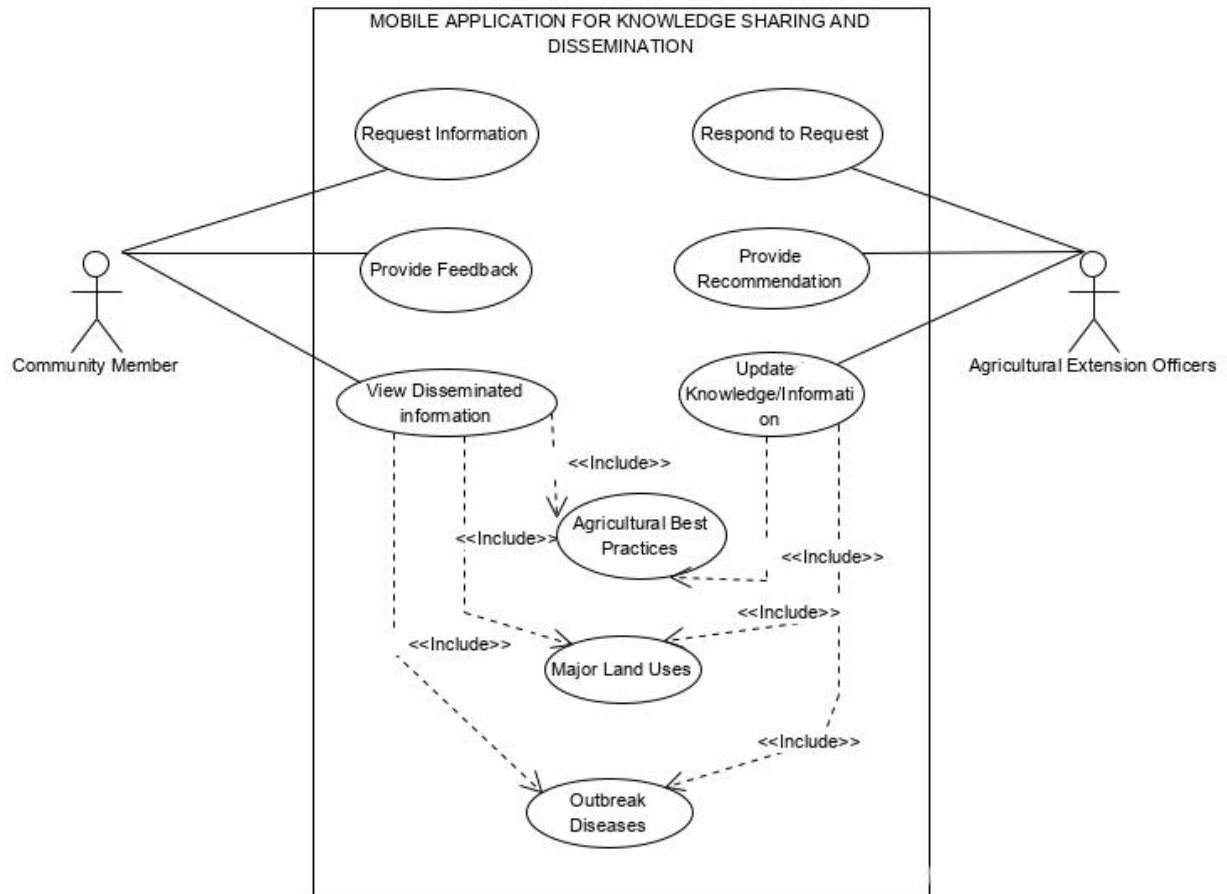 MOBILE APPLICATION FOR KNOWLEDGE SHARING AND
DISSEMINATION
Request Information
Respond to Request
Provide Feedback
Provide
Recommendation
Community Member
Agricultural Extension Officers
View Disseminated
information
Update
Knowledge/Informati
on
<<Include>>
Agricultural Best
Practices
<<Include>>
<<Include>>
<<Include>>
<<Include>>
Major Land Uses
<<Include>>
Outbreak
Diseases